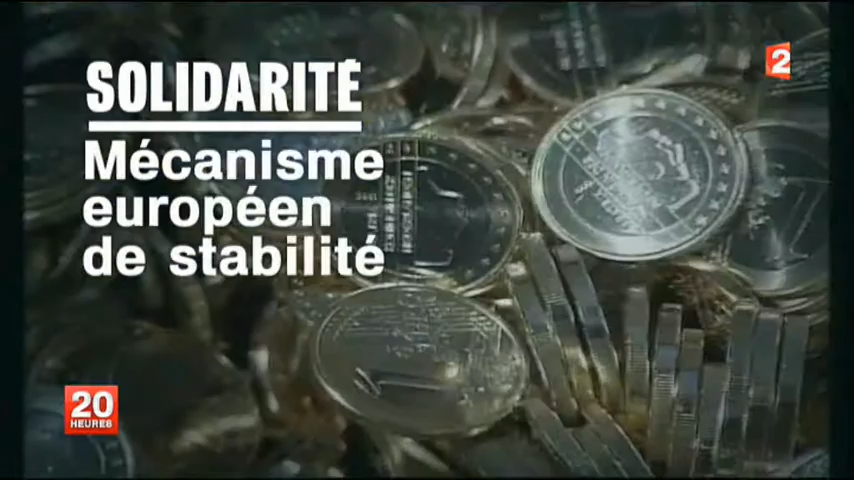 SOLIDARITÉ
2
Mécanisme
européen
de stabilité
20
HEURES